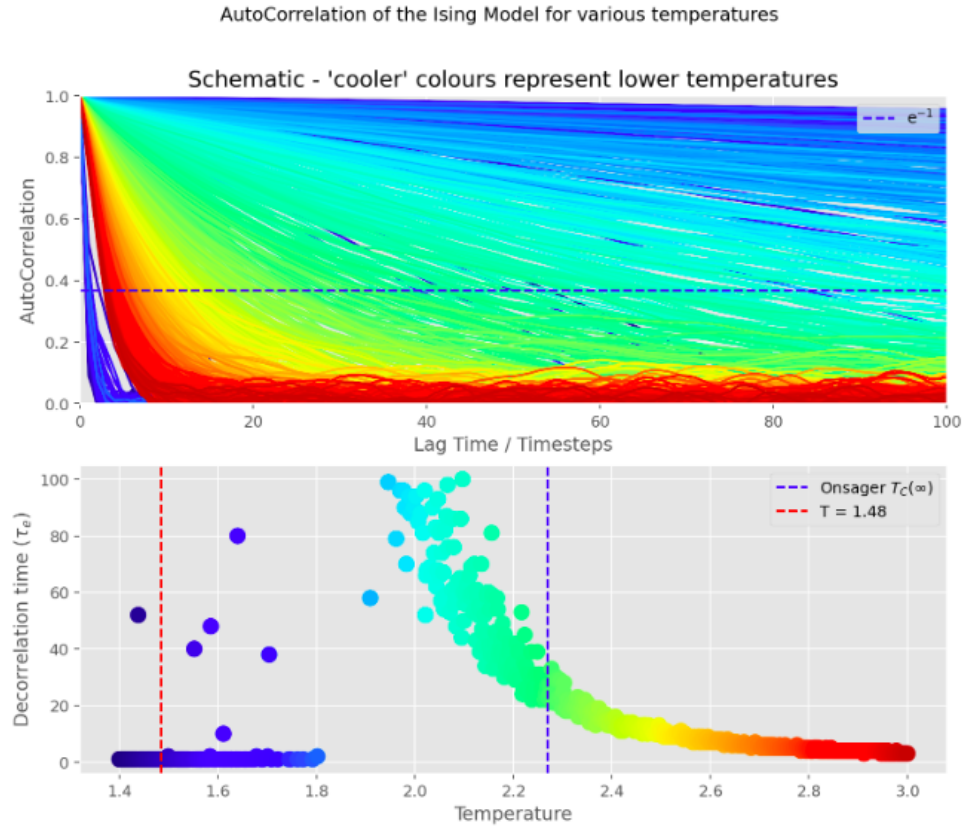 AutoCorrelation of the Ising Model for various temperatures
Schematic - 'cooler' colours represent lower temperatures
1.0
0.8
0.6
0.4
0.2
0.0
AutoCorrelation
e⁻¹
0 20 40 60 80 100
Lag Time / Timesteps
100
80
60
40
20
0
Decorrelation time (τₑ)
Onsager T_C(∞)
T = 1.48
1.4 1.6 1.8 2.0 2.2 2.4 2.6 2.8 3.0
Temperature